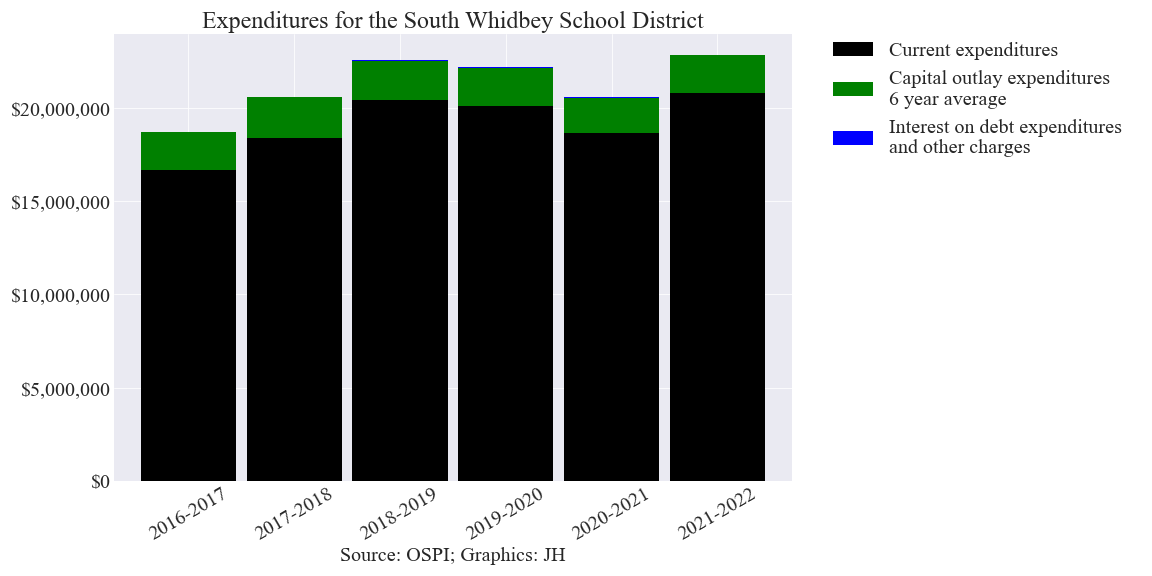 Expenditures for the South Whidbey School District
Current expenditures
Capital outlay expenditures
6 year average
Interest on debt expenditures
and other charges
$20,000,000
$15,000,000
$10,000,000
$5,000,000
$0
2016-2017
2017-2018
2018-2019
2019-2020
2020-2021
2021-2022
Source: OSPI; Graphics: JH